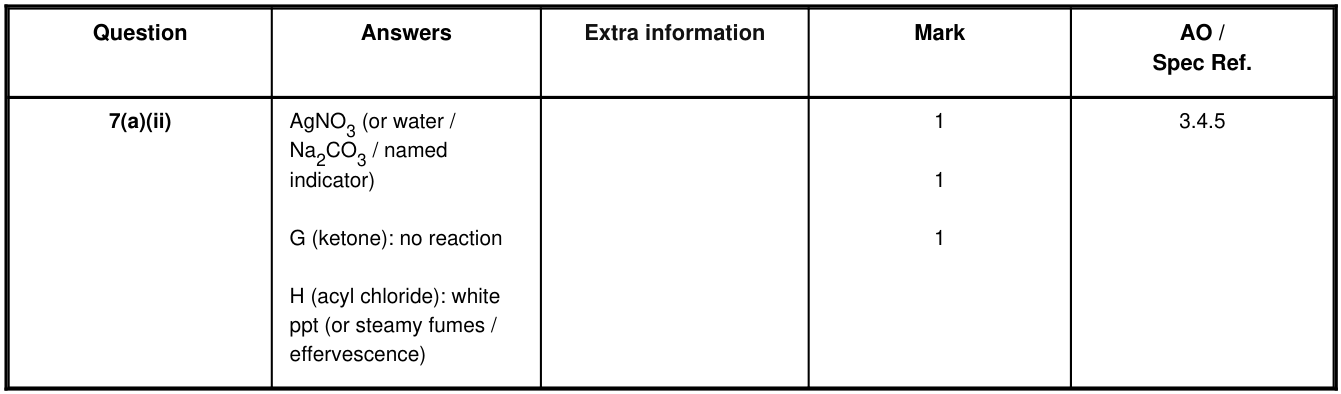 Question Answers Extra information Mark AO /
Spec Ref.
7(a)(ii) AgNO3 (or water / 1 3.4.5
Na2CO3 / named
indicator) 1
G (ketone): no reaction 1
H (acyl chloride): white
ppt (or steamy fumes /
effervescence)